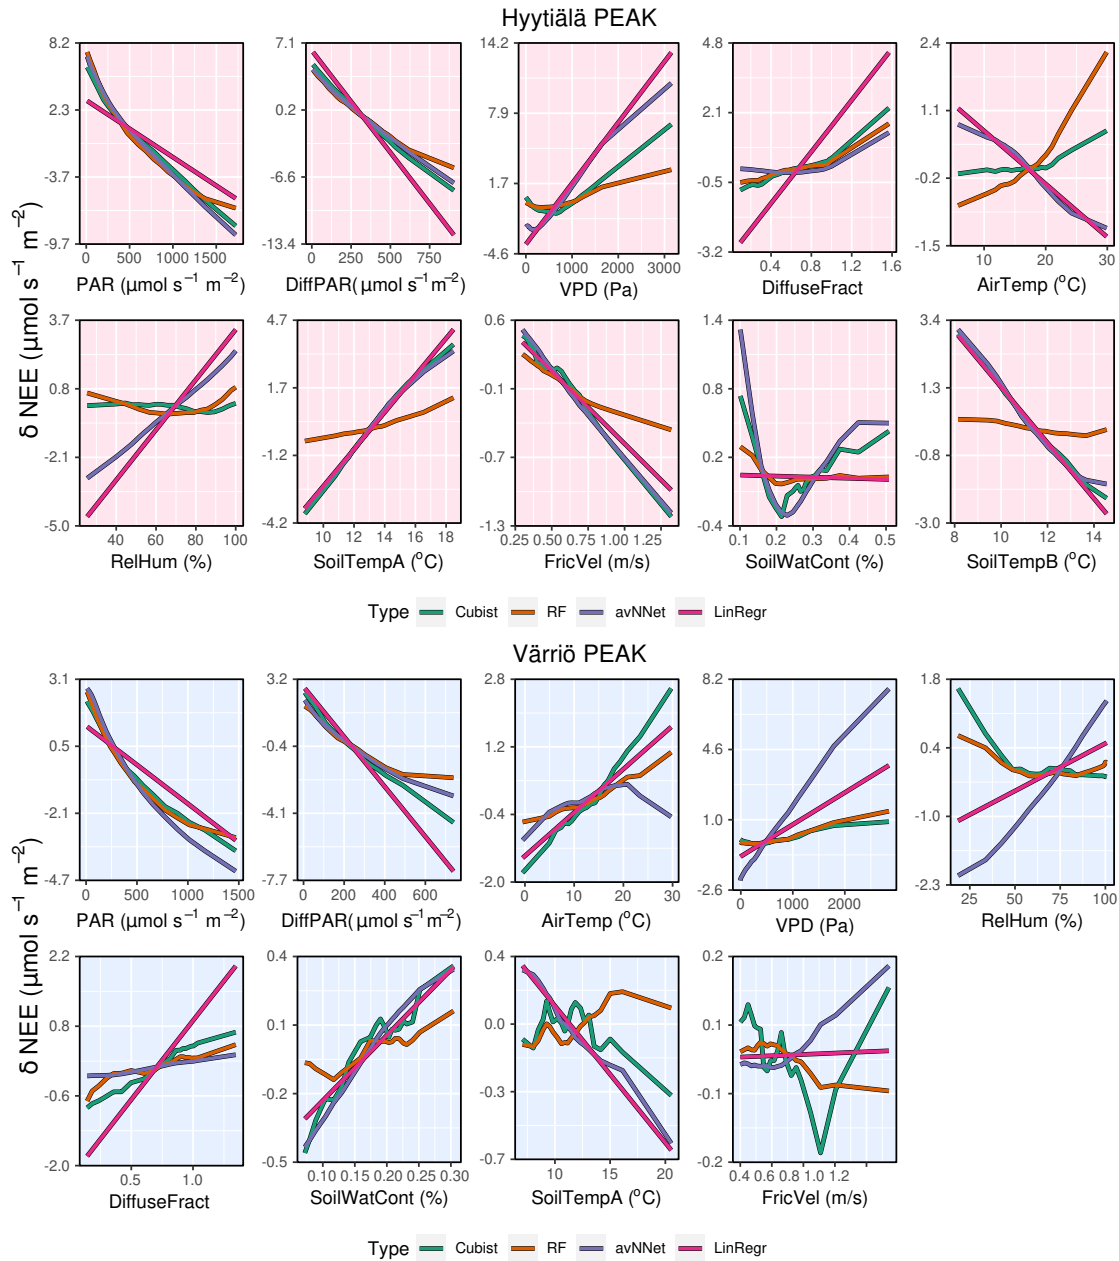 Hyytiälä PEAK
δ NEE (μmol s⁻¹ m⁻²)
8.2
2.3
-3.7
-9.7
0 500 1000 1500
PAR (μmol s⁻¹ m⁻²)
7.1
0.2
-6.6
-13.4
0 250 500 750
DiffPAR(μmol s⁻¹m⁻²)
14.2
7.9
1.7
-4.6
0 1000 2000 3000
VPD (Pa)
4.8
2.1
-0.5
-3.2
0.4 0.8 1.2 1.6
DiffuseFract
2.4
1.1
-0.2
-1.5
10 20 30
AirTemp (°C)
3.7
0.8
-2.1
-5.0
40 60 80 100
RelHum (%)
4.7
1.7
-1.2
-4.2
10 12 14 16 18
SoilTempA (°C)
0.6
-0.1
-0.7
-1.3
0.25 0.50 0.75 1.00 1.25
FricVel (m/s)
1.4
0.8
0.2
-0.4
0.1 0.2 0.3 0.4 0.5
SoilWatCont (%)
3.4
1.3
-0.8
-3.0
8 10 12 14
SoilTempB (°C)
Type Cubist RF avNNet LinRegr
Värriö PEAK
δ NEE (μmol s⁻¹ m⁻²)
3.1
0.5
-2.1
-4.7
0 500 1000 1500
PAR (μmol s⁻¹ m⁻²)
3.2
-0.4
-4.1
-7.7
0 200 400 600
DiffPAR(μmol s⁻¹m⁻²)
2.8
1.2
-0.4
-2.0
0 10 20 30
AirTemp (°C)
8.2
4.6
1.0
-2.6
0 1000 2000
VPD (Pa)
1.8
0.4
-1.0
-2.3
25 50 75 100
RelHum (%)
2.2
0.8
-0.6
-2.0
0.5 1.0
DiffuseFract
0.4
0.1
-0.2
-0.5
0.10 0.15 0.20 0.25 0.30
SoilWatCont (%)
0.4
0.0
-0.3
-0.7
10 15 20
SoilTempA (°C)
0.2
0.1
-0.1
-0.2
0.4 0.6 0.8 1.0 1.2
FricVel (m/s)
Type Cubist RF avNNet LinRegr